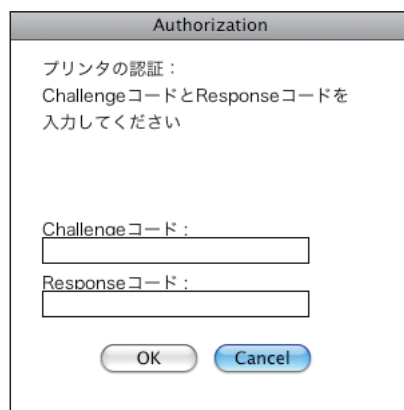 Authorization
プリンタの認証：
ChallengeコードとResponseコードを
入力してください
Challengeコード：
Responseコード：
OK
Cancel